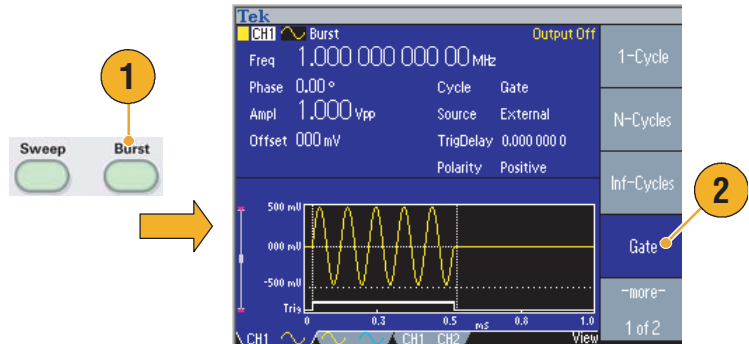 Tek
CH1 Burst Output Off
Freq 1.000 000 000 00 MHz
Phase 0.00 °
Ampl 1.000 Vpp
Offset 000 mV
Cycle Gate
Source External
TrigDelay 0.000 000 0
Polarity Positive
1-Cycle
N-Cycles
Inf-Cycles
Gate
-more-
1 of 2
1
2
Sweep Burst
500 mU
000 mU
-500 mU
Trig
0 0.3 0.5 ms 0.8 1.0
CH1 CH1 CH2 View